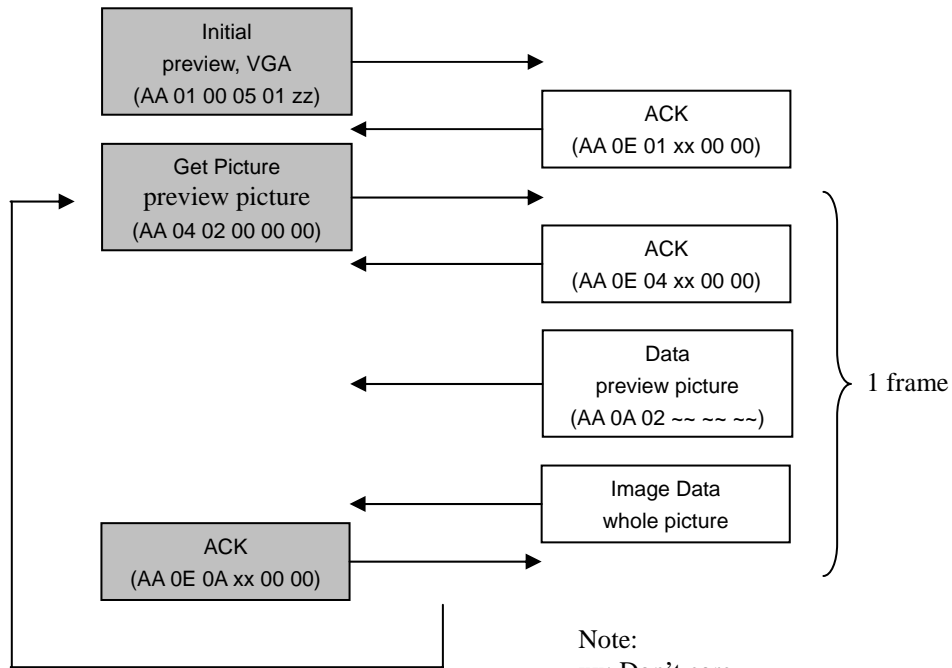 Initial
preview, VGA
(AA 01 00 05 01 zz)
ACK
(AA 0E 01 xx 00 00)
Get Picture
preview picture
(AA 04 02 00 00 00)
ACK
(AA 0E 04 xx 00 00)
Data
preview picture
(AA 0A 02 ~~ ~~ ~~)
1 frame
Image Data
whole picture
ACK
(AA 0E 0A xx 00 00)
Note: